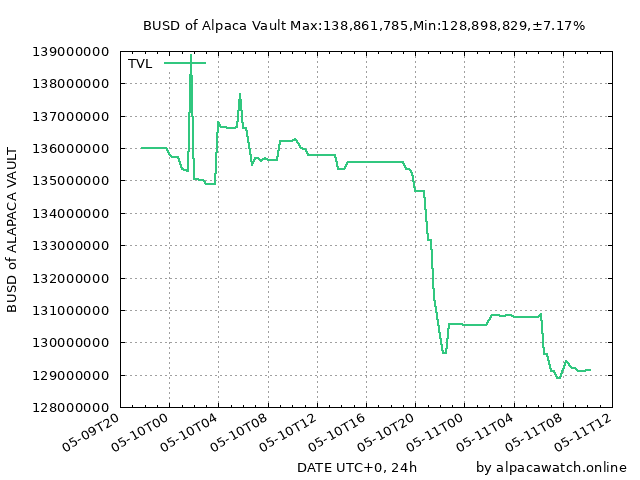 BUSD of Alpaca Vault Max:138,861,785,Min:128,898,829,±7.17%
TVL
BUSD of ALAPACA VAULT
139000000
138000000
137000000
136000000
135000000
134000000
133000000
132000000
131000000
130000000
129000000
128000000
05-09T20
05-10T00
05-10T04
05-10T08
05-10T12
05-10T16
05-10T20
05-11T00
05-11T04
05-11T08
05-11T12
DATE UTC+0, 24h
by alpacawatch.online